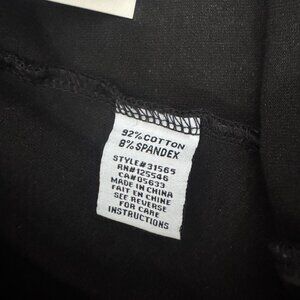 92% COTTON
8% SPANDEX
STYLE#31565
RN#125546
CA#05633
MADE IN CHINA
FAIT EN CHINE
SEE REVERSE
FOR CARE
INSTRUCTIONS